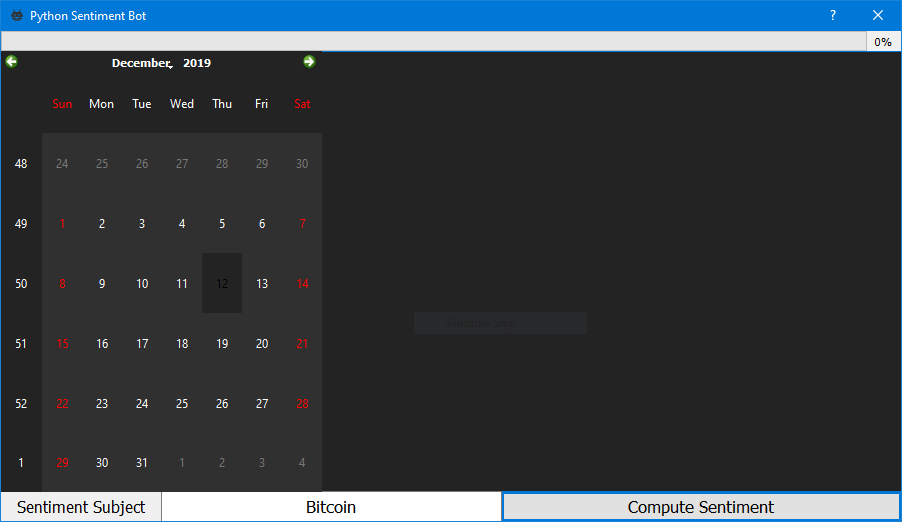 Python Sentiment Bot ?
0%
December, 2019
Sun Mon Tue Wed Thu Fri Sat
48 24 25 26 27 28 29 30
49 1 2 3 4 5 6 7
50 8 9 10 11 12 13 14
51 15 16 17 18 19 20 21
52 22 23 24 25 26 27 28
1 29 30 31 1 2 3 4
Window Snip
Sentiment Subject Bitcoin Compute Sentiment